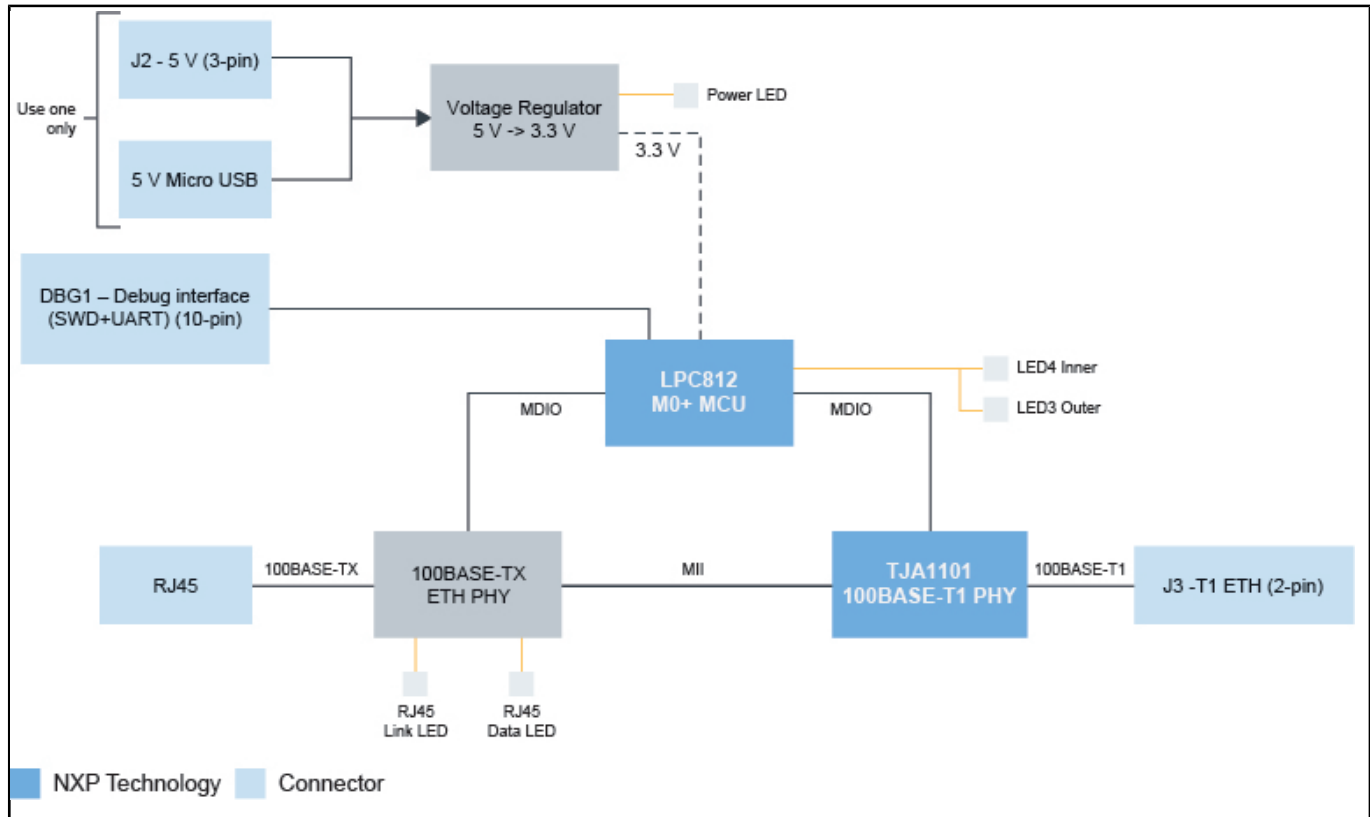 J2 - 5 V (3-pin)
Use one
only
5 V Micro USB
Voltage Regulator
5 V -> 3.3 V
Power LED
3.3 V
DBG1 – Debug interface
(SWD+UART) (10-pin)
LPC812
M0+ MCU
LED4 Inner
LED3 Outer
MDIO
MDIO
RJ45
100BASE-TX
100BASE-TX
ETH PHY
MII
TJA1101
100BASE-T1 PHY
100BASE-T1
J3 -T1 ETH (2-pin)
RJ45
Link LED
RJ45
Data LED
NXP Technology
Connector